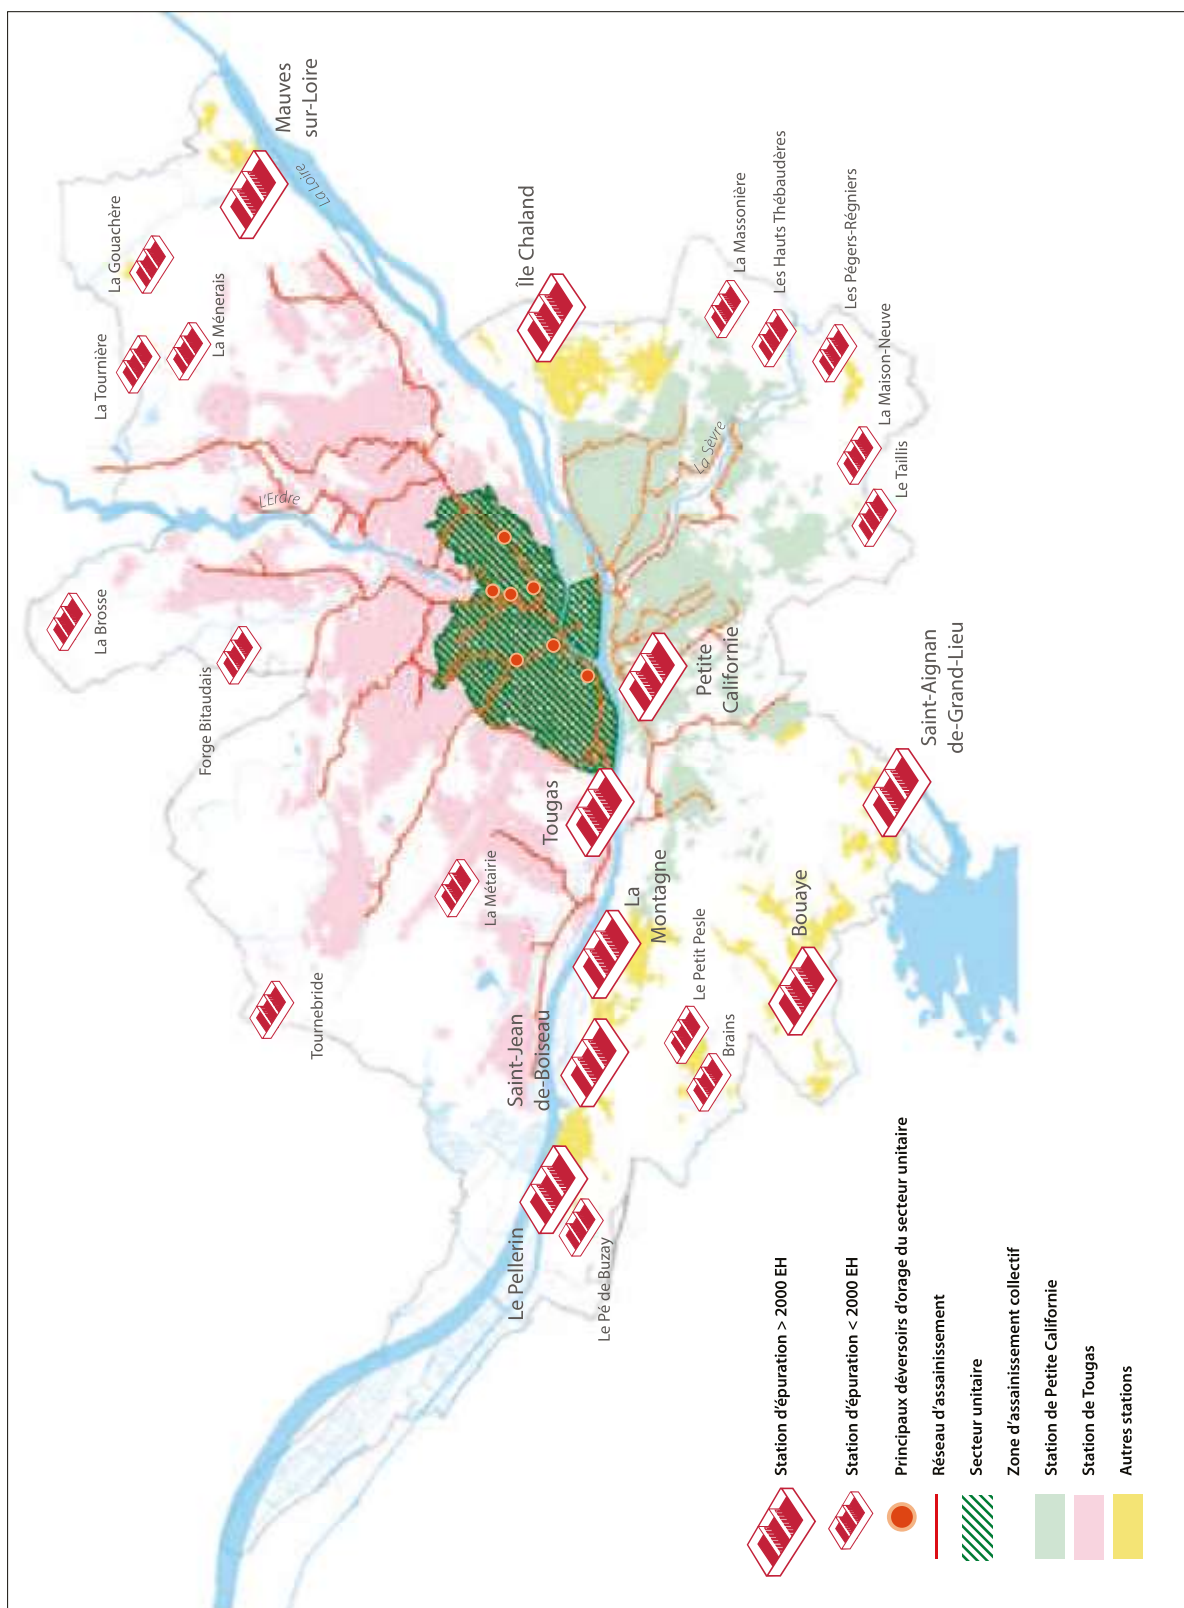 Mauves
sur-Loire
La Loire
La Gouachère
La Ménerais
La Tournière
Île Chaland
La Massonière
Les Hauts Thébaudères
Les Pégers-Régniers
La Maison-Neuve
Le Taillis
La Sèvre
L'Erdre
La Brosse
Forge Bitaudais
Petite
Californie
Saint-Aignan
de-Grand-Lieu
Tougas
La Métairie
La
Montagne
Bouaye
Le Petit Pesle
Brains
Tournebride
Saint-Jean
de-Boiseau
Le Pellerin
Le Pé de Buzay
Station d'épuration > 2000 EH
Station d'épuration < 2000 EH
Principaux déversoirs d'orage du secteur unitaire
Réseau d'assainissement
Secteur unitaire
Zone d'assainissement collectif
Station de Petite Californie
Station de Tougas
Autres stations